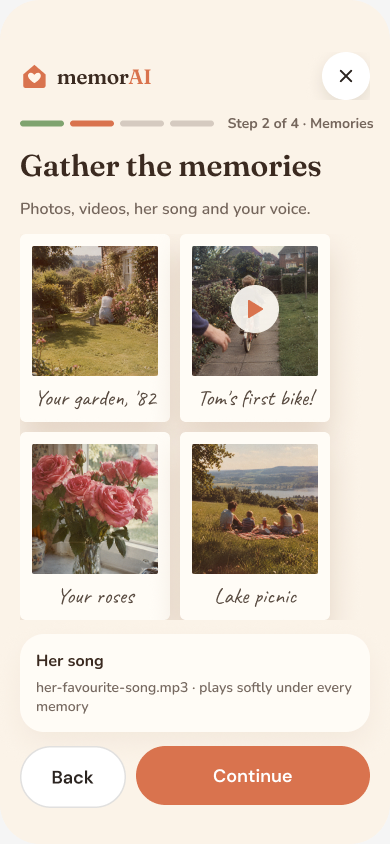 memorAI
Step 2 of 4 · Memories
Gather the memories
Photos, videos, her song and your voice.
Your garden, '82
Tom's first bike!
Your roses
Lake picnic
Her song
her-favourite-song.mp3 · plays softly under every
memory
Back
Continue